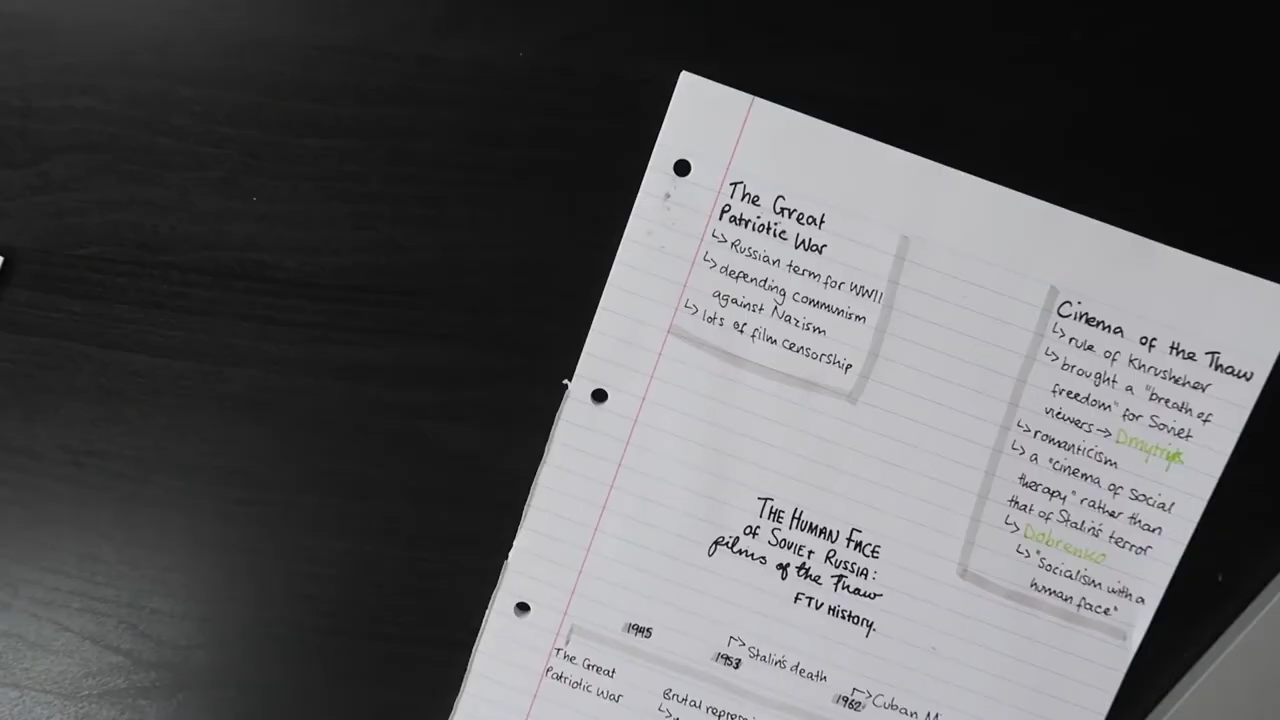 The Great
Patriotic War
↳ Russian term for WWII
↳ defending communism
against Nazism
↳ lots of film censorship
Cinema of the Thaw
↳ rule of Khrushchev
↳ brought a "breath of
freedom" for Soviet
viewers → Dmytriyk
↳ romanticism
↳ a "cinema of social
therapy" rather than
that of Stalin's terror
↳ Dobrenko
↳ "Socialism with a
human face"
THE HUMAN FACE
OF SOVIET RUSSIA:
films of the Thaw
FTV HISTORY.
1945
The Great
Patriotic War
1953
Stalin's death
1962
Cuban
Brutal